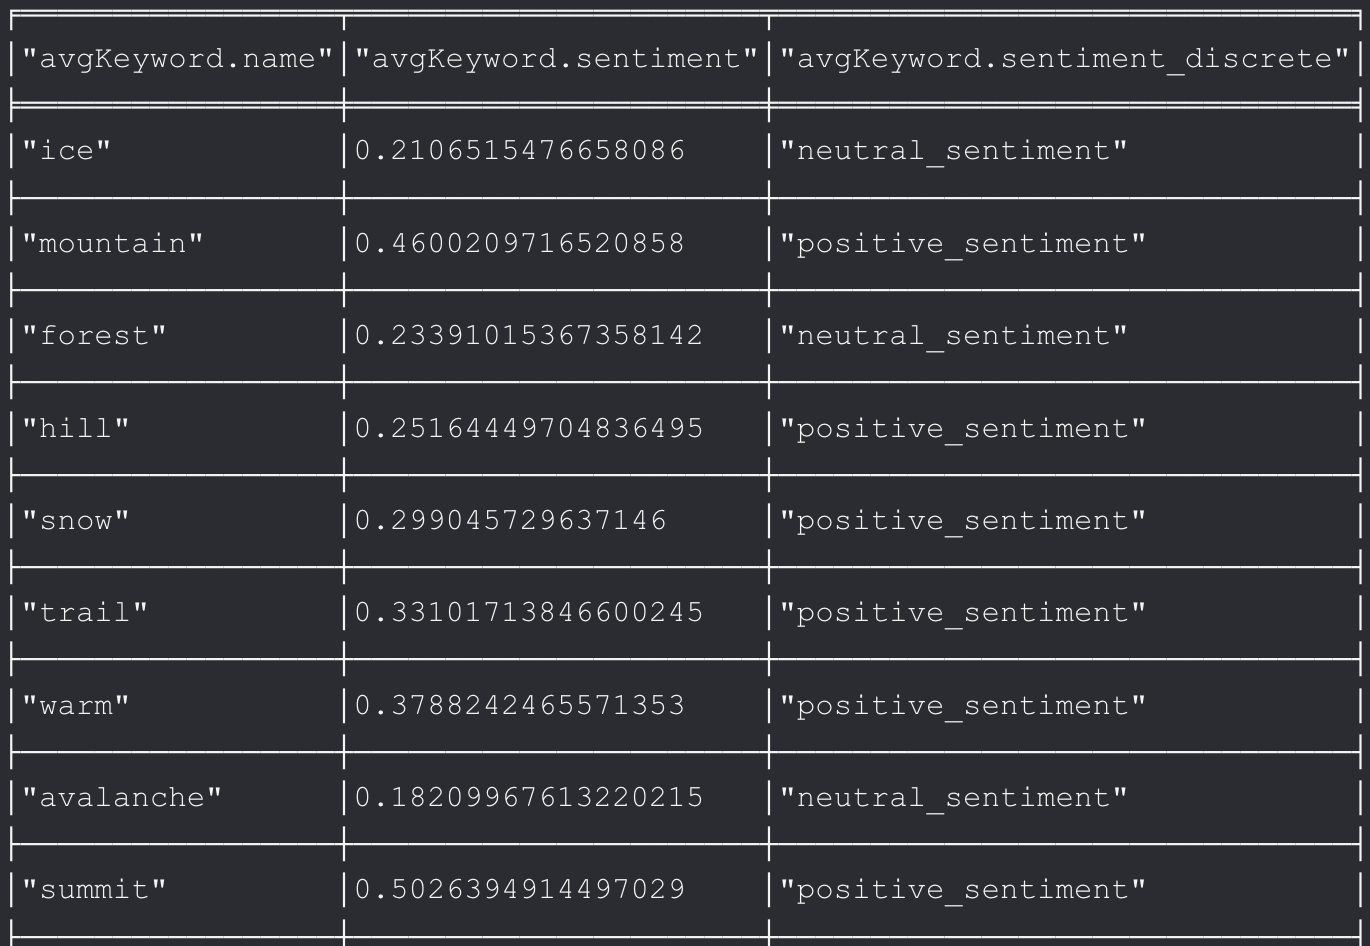 "avgKeyword.name" "avgKeyword.sentiment" "avgKeyword.sentiment_discrete"
"ice" 0.2106515476658086 "neutral_sentiment"
"mountain" 0.4600209716520858 "positive_sentiment"
"forest" 0.23391015367358142 "neutral_sentiment"
"hill" 0.25164449704836495 "positive_sentiment"
"snow" 0.299045729637146 "positive_sentiment"
"trail" 0.33101713846600245 "positive_sentiment"
"warm" 0.3788242465571353 "positive_sentiment"
"avalanche" 0.18209967613220215 "neutral_sentiment"
"summit" 0.5026394914497029 "positive_sentiment"